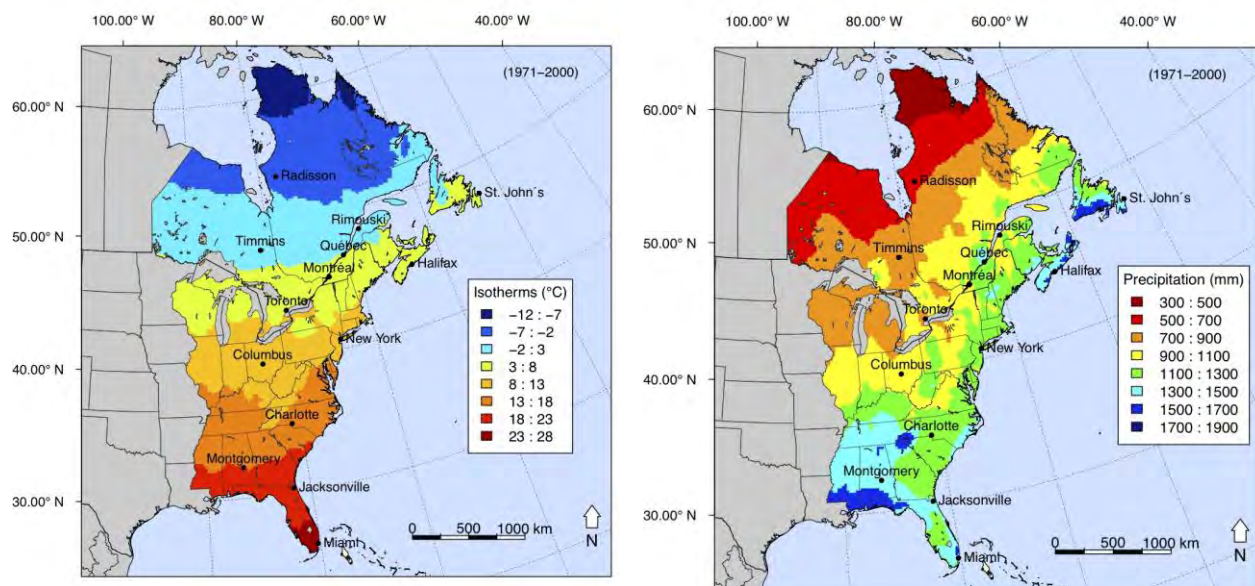 100.00° W 80.00° W 60.00° W 40.00° W
(1971–2000)
60.00° N
50.00° N
40.00° N
30.00° N
Radisson
St. John´s
Rimouski
Timmins
Québec
Montréal
Halifax
Toronto
New York
Columbus
Charlotte
Montgomery
Jacksonville
Miami
Isotherms (°C)
−12 : −7
−7 : −2
−2 : 3
3 : 8
8 : 13
13 : 18
18 : 23
23 : 28
0 500 1000 km
N
100.00° W 80.00° W 60.00° W 40.00° W
(1971–2000)
60.00° N
50.00° N
40.00° N
30.00° N
Radisson
St. John´s
Rimouski
Timmins
Québec
Montréal
Halifax
Toronto
New York
Columbus
Charlotte
Montgomery
Jacksonville
Miami
Precipitation (mm)
300 : 500
500 : 700
700 : 900
900 : 1100
1100 : 1300
1300 : 1500
1500 : 1700
1700 : 1900
0 500 1000 km
N